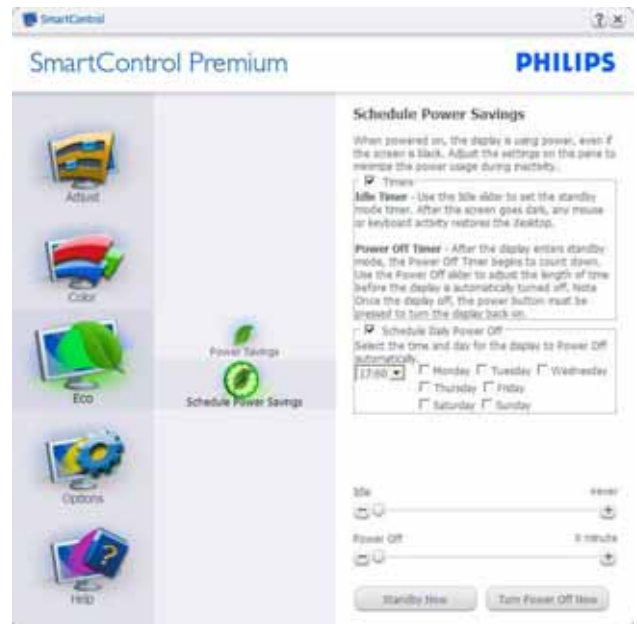 SmartControl
SmartControl Premium
PHILIPS
Adjust
Color
Eco
Options
Help
Power Savings
Schedule Power Savings
Schedule Power Savings
When powered on, the display is using power, even if
the screen is black. Adjust the settings on this pane to
minimize the power usage during inactivity.
Timers
Idle Timer - Use the Idle slider to set the standby
mode timer. After the screen goes dark, any mouse
or keyboard activity restores the desktop.
Power Off Timer - After the display enters standby
mode, the Power Off Timer begins to count down.
Use the Power Off slider to adjust the length of time
before the display is automatically turned off. Note
Once the display off, the power button must be
pressed to turn the display back on.
Schedule Daily Power Off
Select the time and day for the display to Power Off
automatically.
17:00 Monday Tuesday Wednesday
Thursday Friday
Saturday Sunday
Idle never
Power Off 0 minute
Standby Now Turn Power Off Now